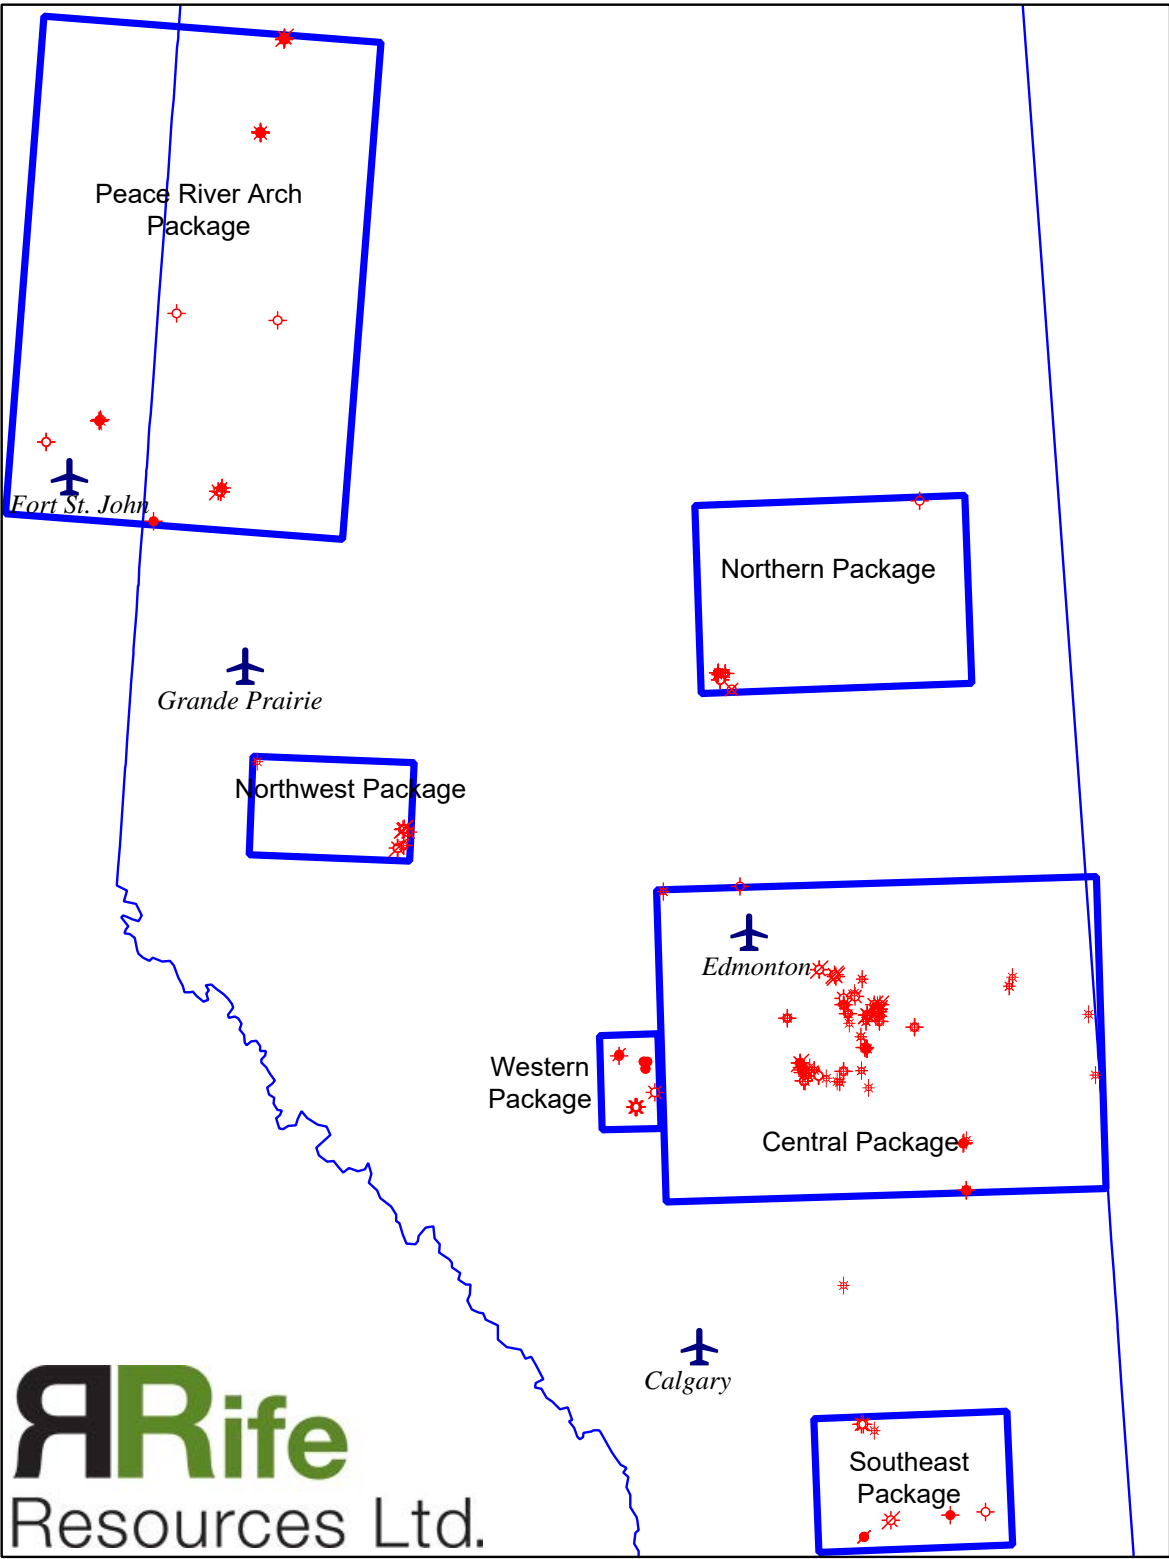 Peace River Arch
Package
Fort St. John
Northern Package
Grande Prairie
Northwest Package
Edmonton
Western
Package
Central Package
Calgary
RRife
Resources Ltd.
Southeast
Package